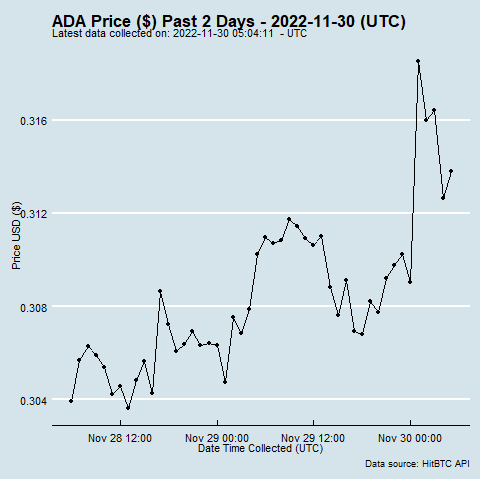 ADA Price ($) Past 2 Days - 2022-11-30 (UTC)
Latest data collected on: 2022-11-30 05:04:11  - UTC
0.316
0.312
0.308
0.304
Price USD ($)
Nov 28 12:00
Nov 29 00:00
Nov 29 12:00
Nov 30 00:00
Date Time Collected (UTC)
Data source: HitBTC API